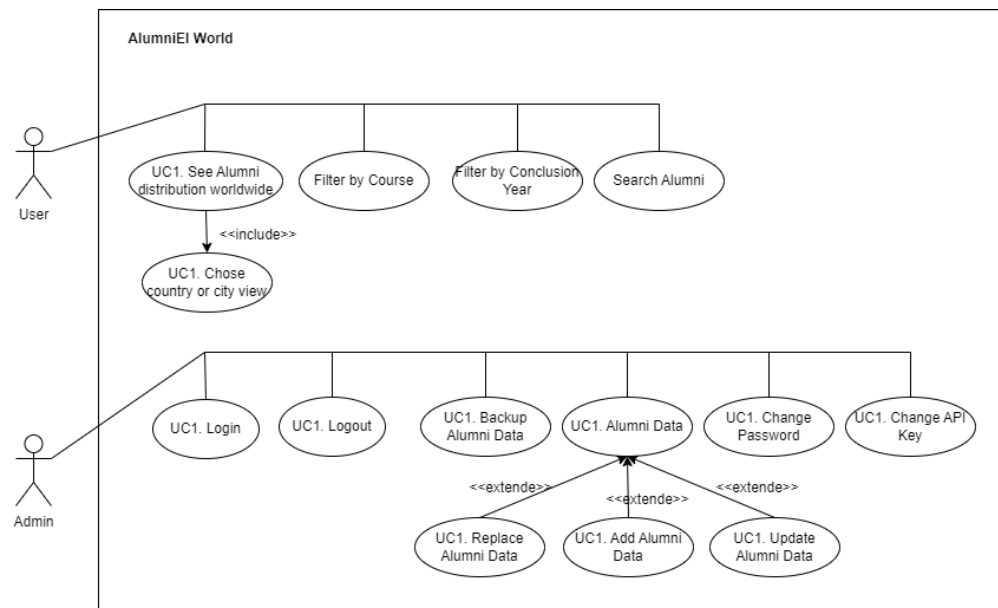 AlumniEI World
User
UC1. See Alumni
distribution worldwide
Filter by Course
Filter by Conclusion
Year
Search Alumni
<<include>>
UC1. Chose
country or city view
Admin
UC1. Login
UC1. Logout
UC1. Backup
Alumni Data
UC1. Alumni Data
UC1. Change
Password
UC1. Change API
Key
<<extende>>
<<extende>>
<<extende>>
UC1. Replace
Alumni Data
UC1. Add Alumni
Data
UC1. Update
Alumni Data